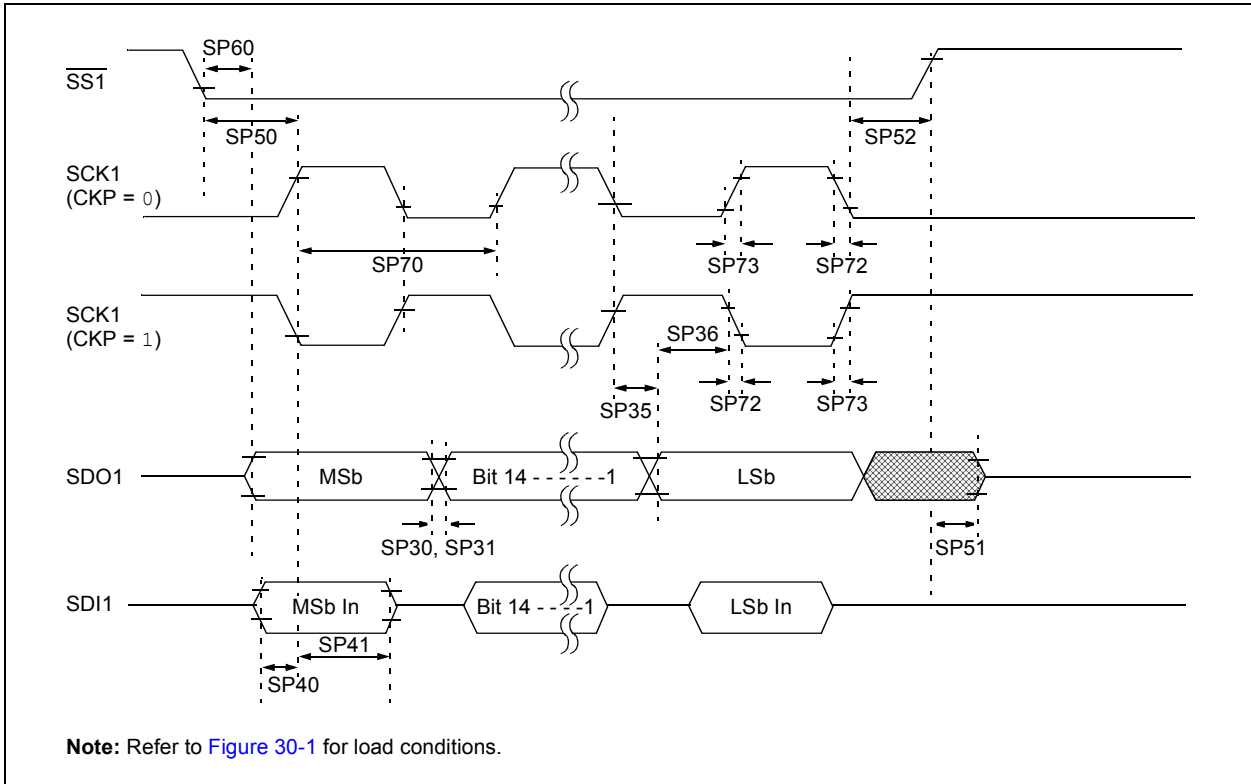 SP60
SS1
SP50
SP52
SCK1
(CKP = 0)
SP70
SP73
SP72
SCK1
(CKP = 1)
SP36
SP35
SP72
SP73
SDO1
MSb
Bit 14 - - - - - -1
LSb
SP30, SP31
SP51
SDI1
MSb In
Bit 14 - - - -1
LSb In
SP41
SP40
Note: Refer to Figure 30-1 for load conditions.